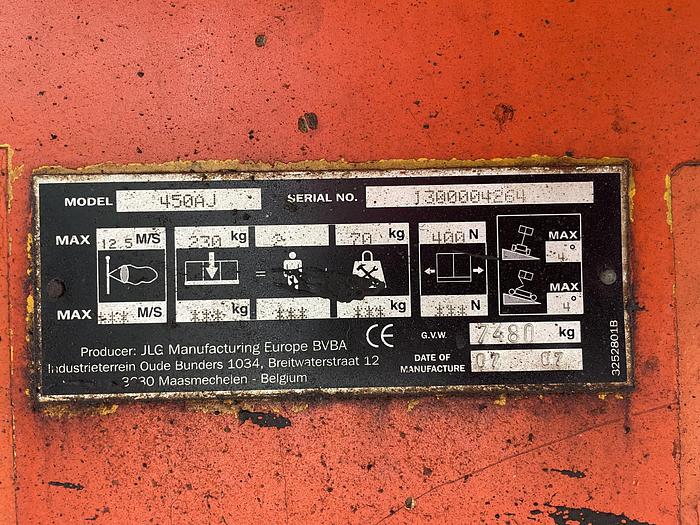 MODEL 450AJ SERIAL NO. J300004264
MAX 12.5 M/S 230 kg = 2 70 kg 400 N MAX 4°
MAX *** M/S *** kg *** *** kg *** N MAX 4°
CE G.V.W. 7480 kg
Producer: JLG Manufacturing Europe BVBA
Industrieterrein Oude Bunders 1034, Breitwaterstraat 12
Maasmechelen - Belgium
DATE OF
MANUFACTURE 07 07
3252801B